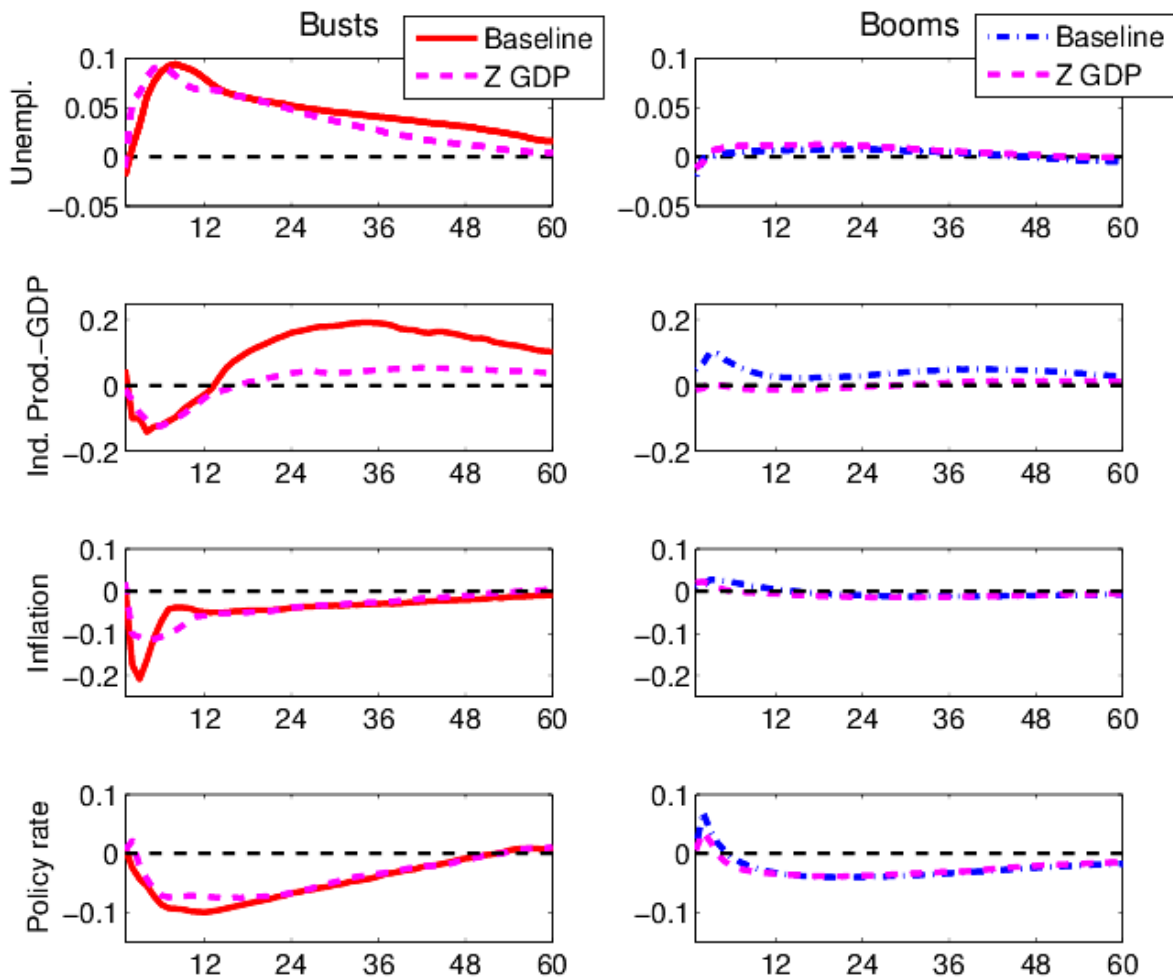 Busts
Baseline
Z GDP
Booms
Baseline
Z GDP
Unempl.
0.1
0.05
0
−0.05
12 24 36 48 60
0.1
0.05
0
−0.05
12 24 36 48 60
Ind. Prod.−GDP
0.2
0
−0.2
12 24 36 48 60
0.2
0
−0.2
12 24 36 48 60
Inflation
0.1
0
−0.1
−0.2
12 24 36 48 60
0.1
0
−0.1
−0.2
12 24 36 48 60
Policy rate
0.1
0
−0.1
12 24 36 48 60
0.1
0
−0.1
12 24 36 48 60